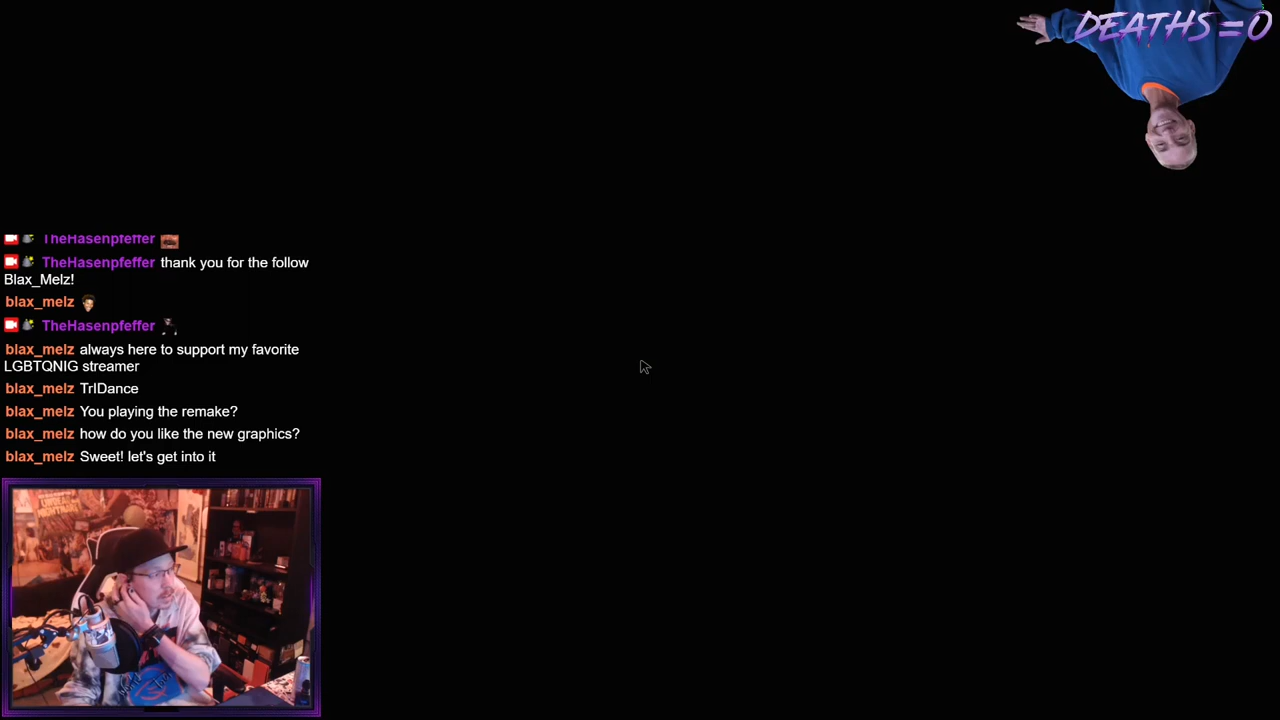 DEATHS = 0
TheHasenpfeffer
TheHasenpfeffer thank you for the follow
Blax_Melz!
blax_melz
TheHasenpfeffer
blax_melz always here to support my favorite
LGBTQNIG streamer
blax_melz TrlDance
blax_melz You playing the remake?
blax_melz how do you like the new graphics?
blax_melz Sweet! let's get into it